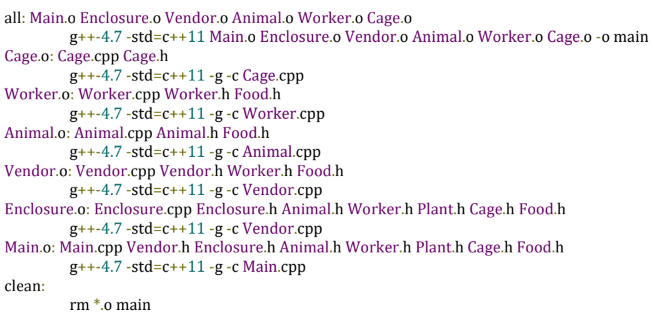 all: Main.o Enclosure.o Vendor.o Animal.o Worker.o Cage.o
g++-4.7 -std=c++11 Main.o Enclosure.o Vendor.o Animal.o Worker.o Cage.o -o main
Cage.o: Cage.cpp Cage.h
g++-4.7 -std=c++11 -g -c Cage.cpp
Worker.o: Worker.cpp Worker.h Food.h
g++-4.7 -std=c++11 -g -c Worker.cpp
Animal.o: Animal.cpp Animal.h Food.h
g++-4.7 -std=c++11 -g -c Animal.cpp
Vendor.o: Vendor.cpp Vendor.h Worker.h Food.h
g++-4.7 -std=c++11 -g -c Vendor.cpp
Enclosure.o: Enclosure.cpp Enclosure.h Animal.h Worker.h Plant.h Cage.h Food.h
g++-4.7 -std=c++11 -g -c Vendor.cpp
Main.o: Main.cpp Vendor.h Enclosure.h Animal.h Worker.h Plant.h Cage.h Food.h
g++-4.7 -std=c++11 -g -c Main.cpp
clean:
rm *.o main